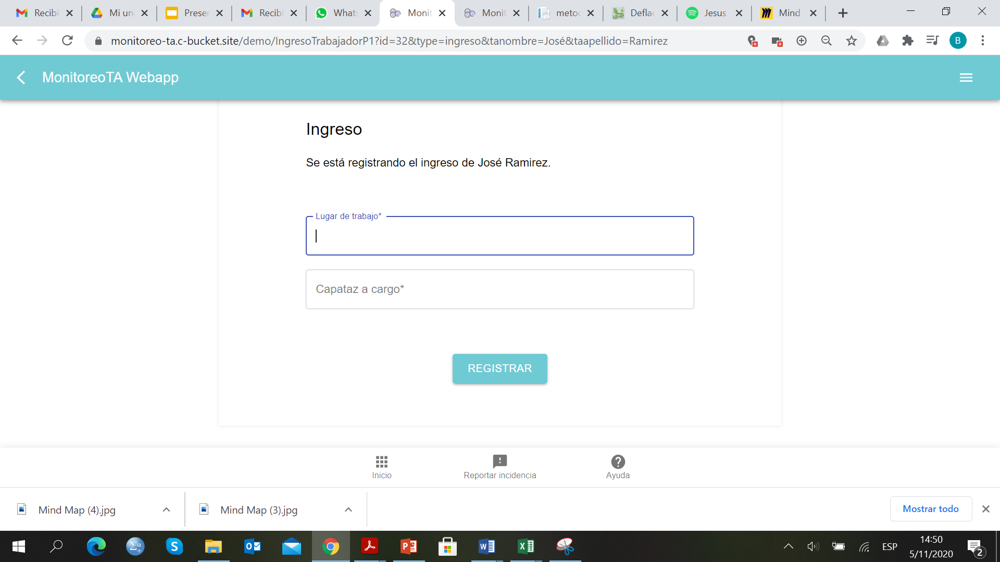 Recibi
Mi uni
Preser
Recibi
Whats
Monit
Monit
metod
Deflac
Jesus
Mind
monitoreo-ta.c-bucket.site/demo/IngresoTrabajadorP1?id=32&type=ingreso&tanombre=José&taapellido=Ramirez
B
MonitoreoTA Webapp
Ingreso
Se está registrando el ingreso de José Ramirez.
Lugar de trabajo*
Capataz a cargo*
REGISTRAR
Inicio
Reportar incidencia
Ayuda
Mind Map (4).jpg
Mind Map (3).jpg
Mostrar todo
ESP
14:50
5/11/2020
2